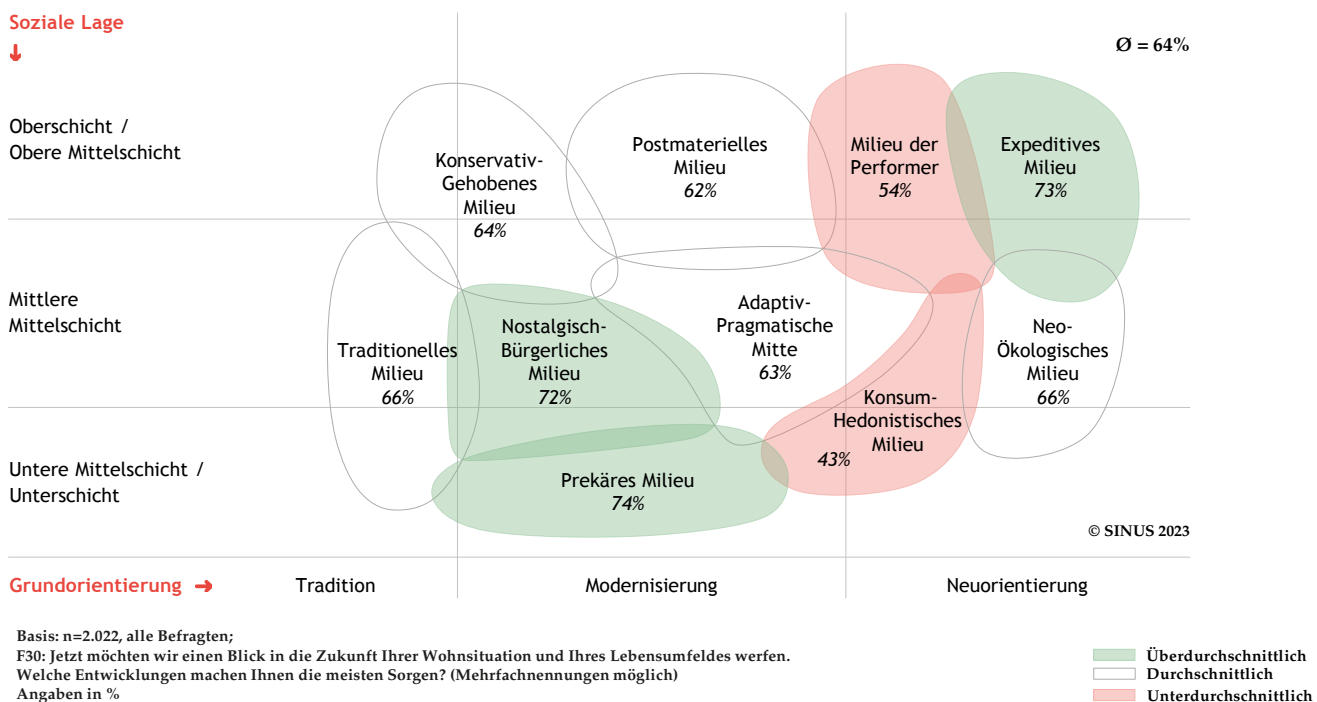 Soziale Lage
Ø = 64%
Oberschicht /
Obere Mittelschicht
Konservativ-
Gehobenes
Milieu
64%
Postmaterielles
Milieu
62%
Milieu der
Performer
54%
Expeditives
Milieu
73%
Mittlere
Mittelschicht
Traditionelles
Milieu
66%
Nostalgisch-
Bürgerliches
Milieu
72%
Adaptiv-
Pragmatische
Mitte
63%
Konsum-
Hedonistisches
Milieu
43%
Neo-
Ökologisches
Milieu
66%
Untere Mittelschicht /
Unterschicht
Prekäres Milieu
74%
© SINUS 2023
Grundorientierung
Tradition
Modernisierung
Neuorientierung
Basis: n=2.022, alle Befragten;
F30: Jetzt möchten wir einen Blick in die Zukunft Ihrer Wohnsituation und Ihres Lebensumfeldes werfen.
Welche Entwicklungen machen Ihnen die meisten Sorgen? (Mehrfachnennungen möglich)
Angaben in %
Überdurchschnittlich
Durchschnittlich
Unterdurchschnittlich